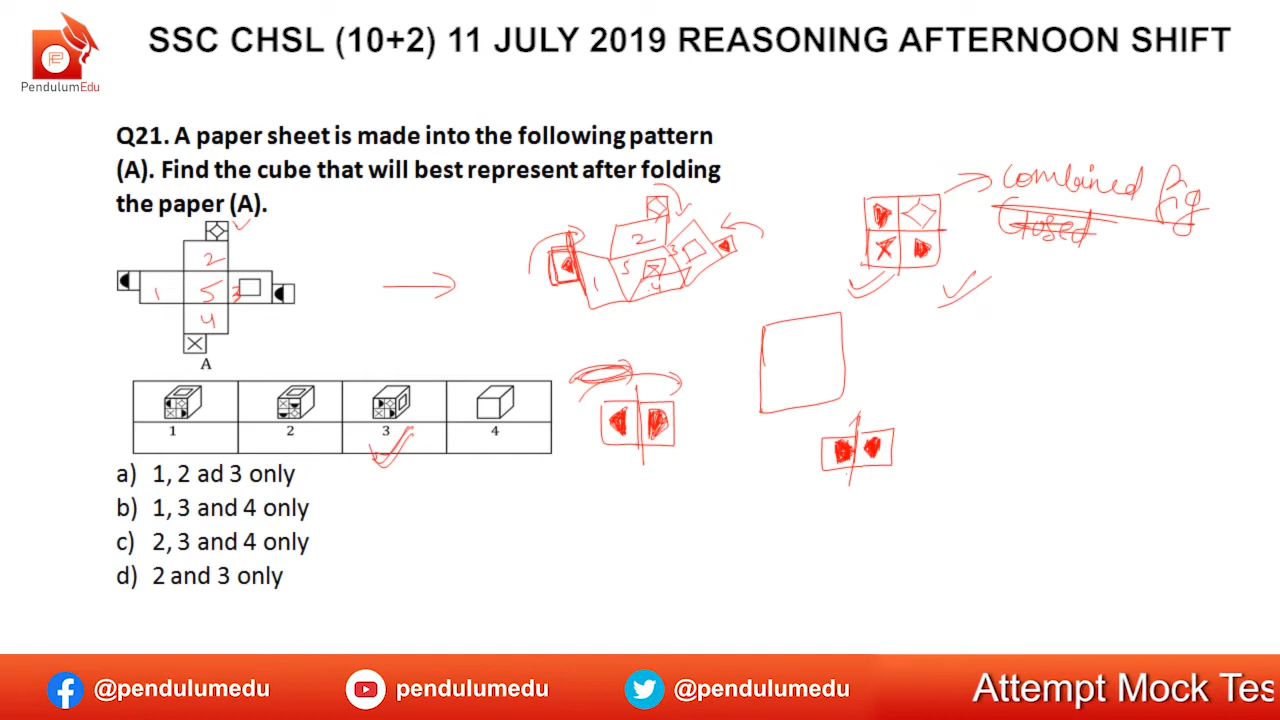 SSC CHSL (10+2) 11 JULY 2019 REASONING AFTERNOON SHIFT
PE
PendulumEdu
Q21. A paper sheet is made into the following pattern
(A). Find the cube that will best represent after folding
the paper (A).
2
1 5 3
4
A
2
3
5
1
4
combined fig
Closed
1 2 3 4
a) 1, 2 ad 3 only
b) 1, 3 and 4 only
c) 2, 3 and 4 only
d) 2 and 3 only
@pendulumedu pendulumedu @pendulumedu Attempt Mock Tes